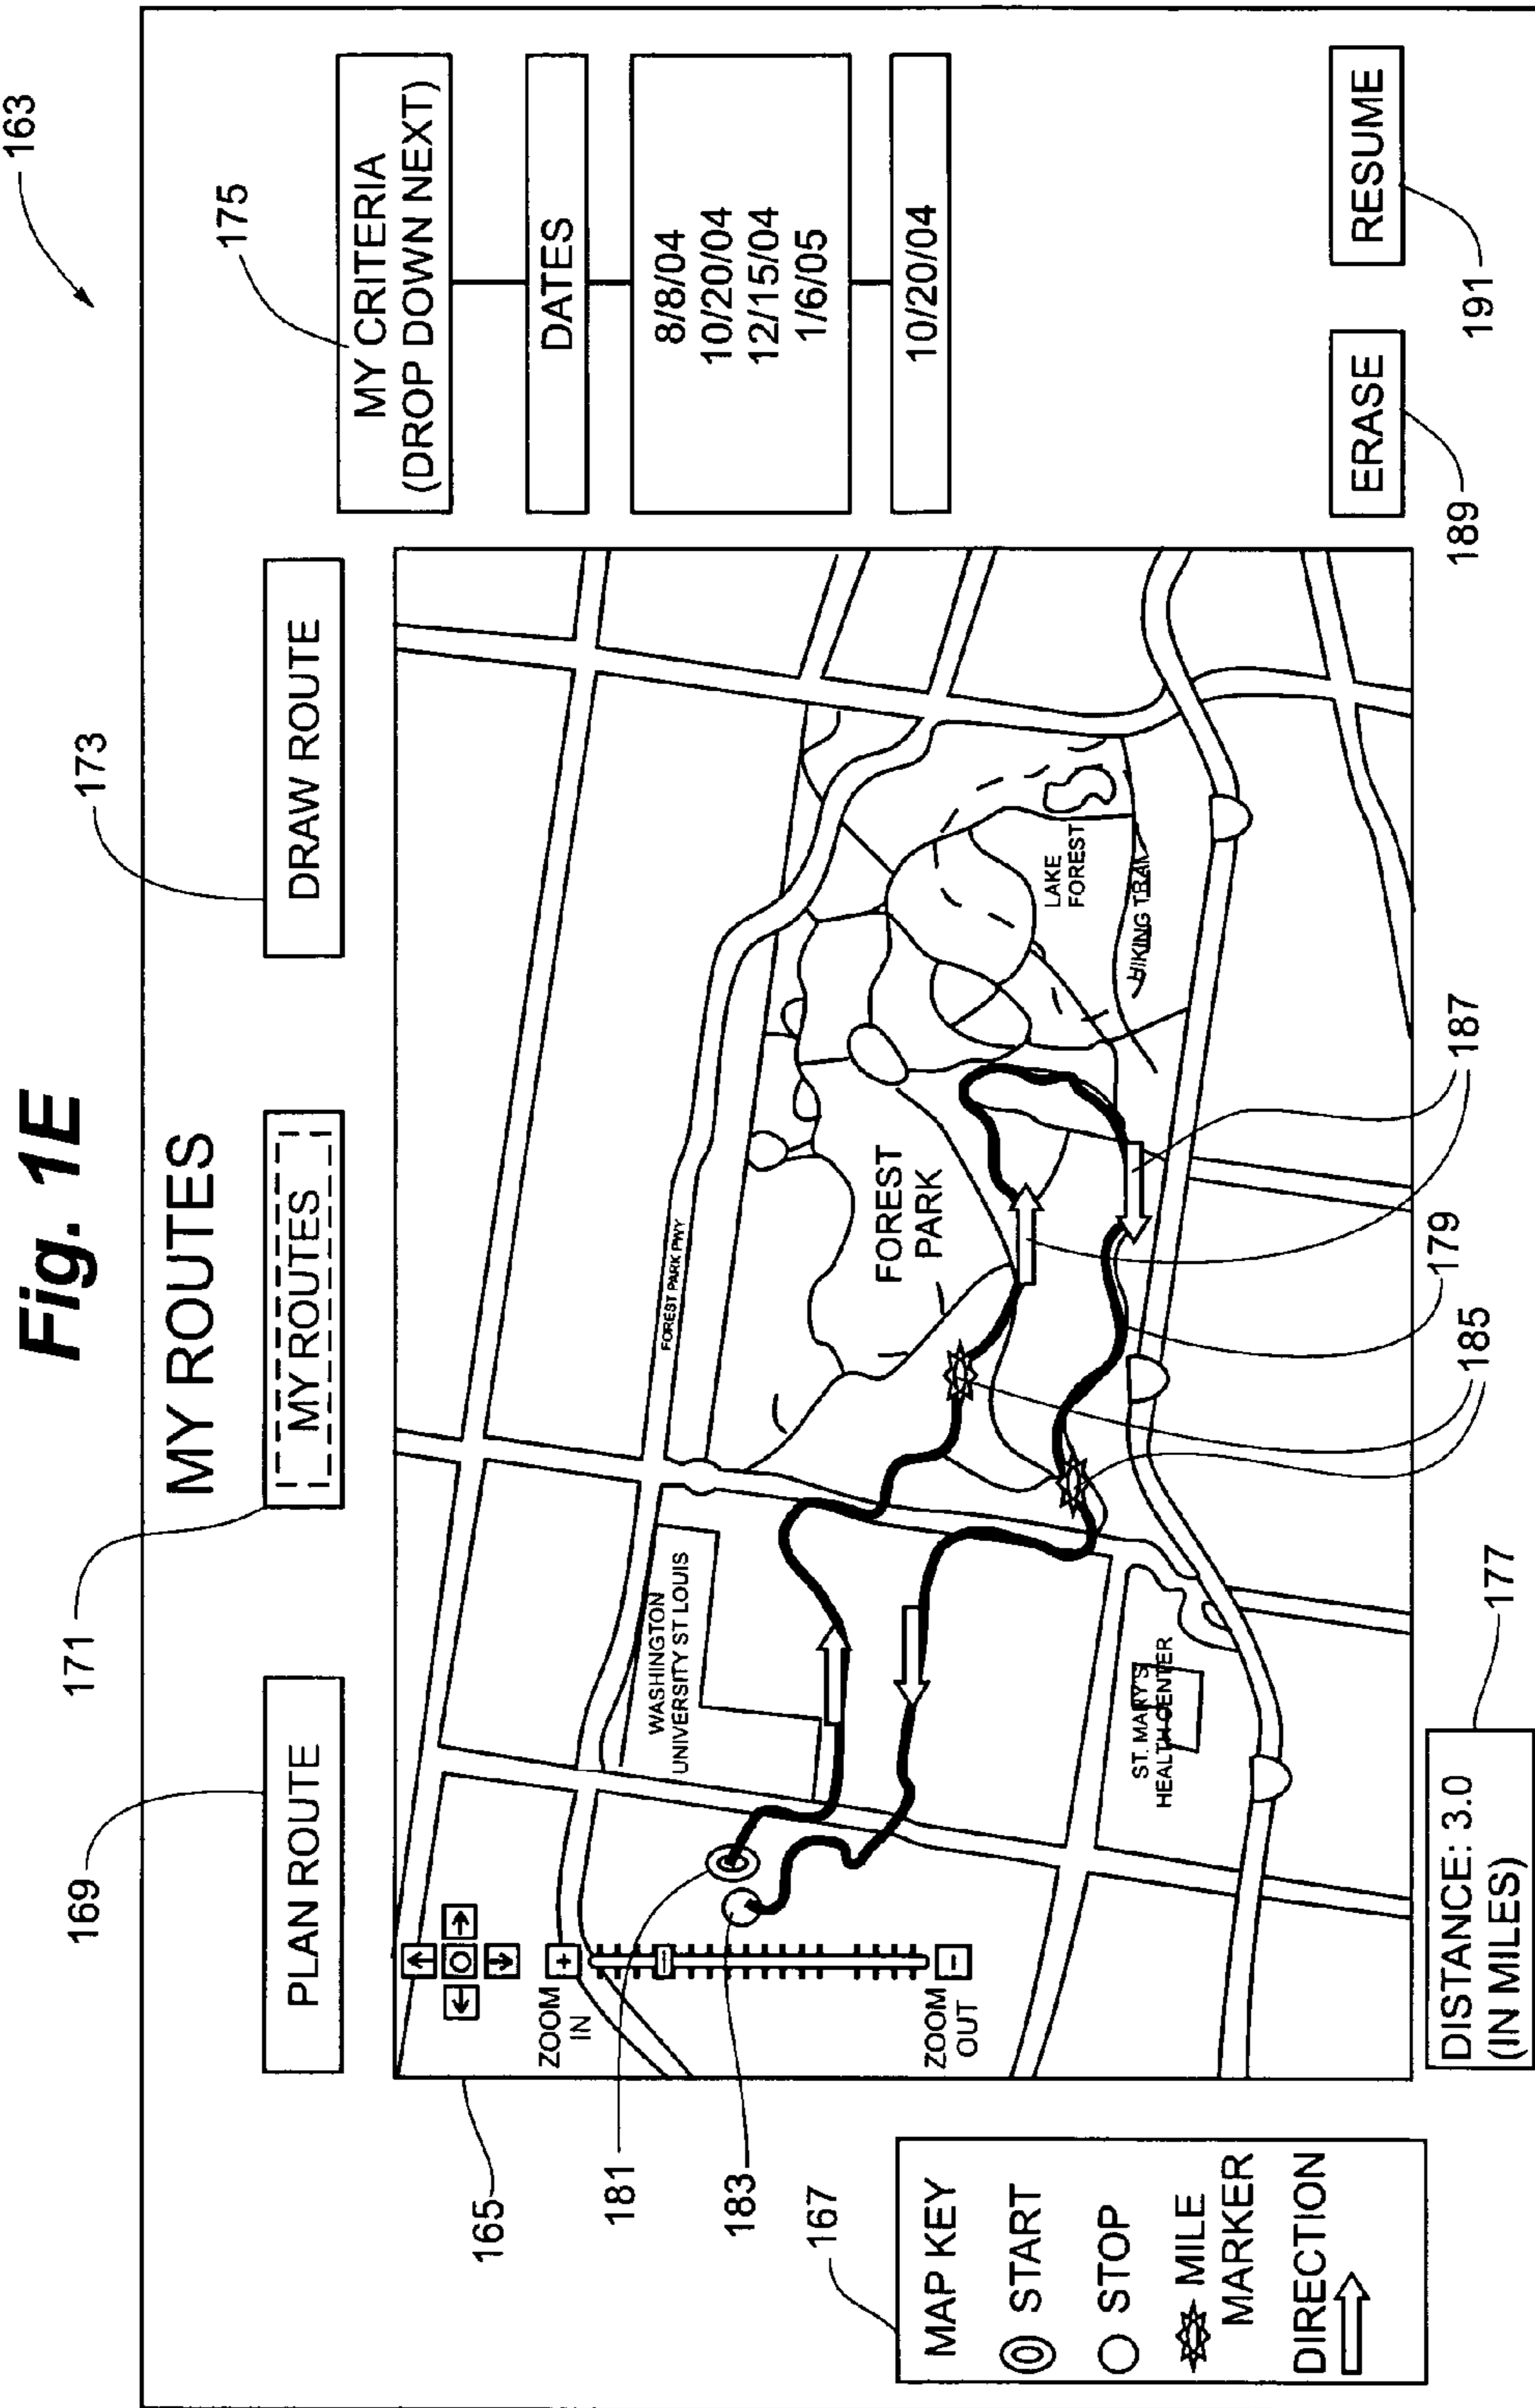 Fig. 1E
163
MY ROUTES
169
171
173
175
PLAN ROUTE
MY ROUTES
DRAW ROUTE
MY CRITERIA
(DROP DOWN NEXT)
DATES
8/8/04
10/20/04
12/15/04
1/6/05
10/20/04
165
ZOOM
IN
+
ZOOM
OUT
-
181
183
FOREST PARK PWY
WASHINGTON
UNIVERSITY ST LOUIS
FOREST
PARK
LAKE
FOREST
HIKING TRAIL
ST. MARY'S
HEALTH CENTER
167
MAP KEY
START
STOP
MILE
MARKER
DIRECTION
DISTANCE: 3.0
(IN MILES)
177
185
179
187
ERASE
189
RESUME
191